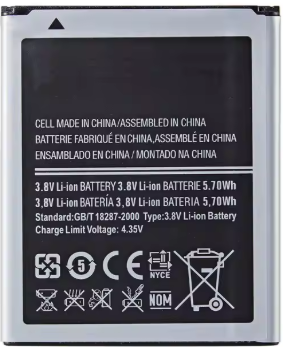 CELL MADE IN CHINA/ASSEMBLED IN CHINA
BATTERIE FABRIQUÉ EN CHINA,ASSEMBLÉ EN CHINA
ENSAMBLADO EN CHINA / MONTADO NA CHINA
3.8V Li-ion BATTERY 3.8V Li-ion BATTERIE 5.70Wh
3,8V Li-ion BATERÍA 3,8V Li-ion BATERIA 5,70Wh
Standard:GB/T 18287-2000 Type:3.8V Li-ion Battery
Charge Limit Voltage: 4.35V
5 CE NYCE
NOM